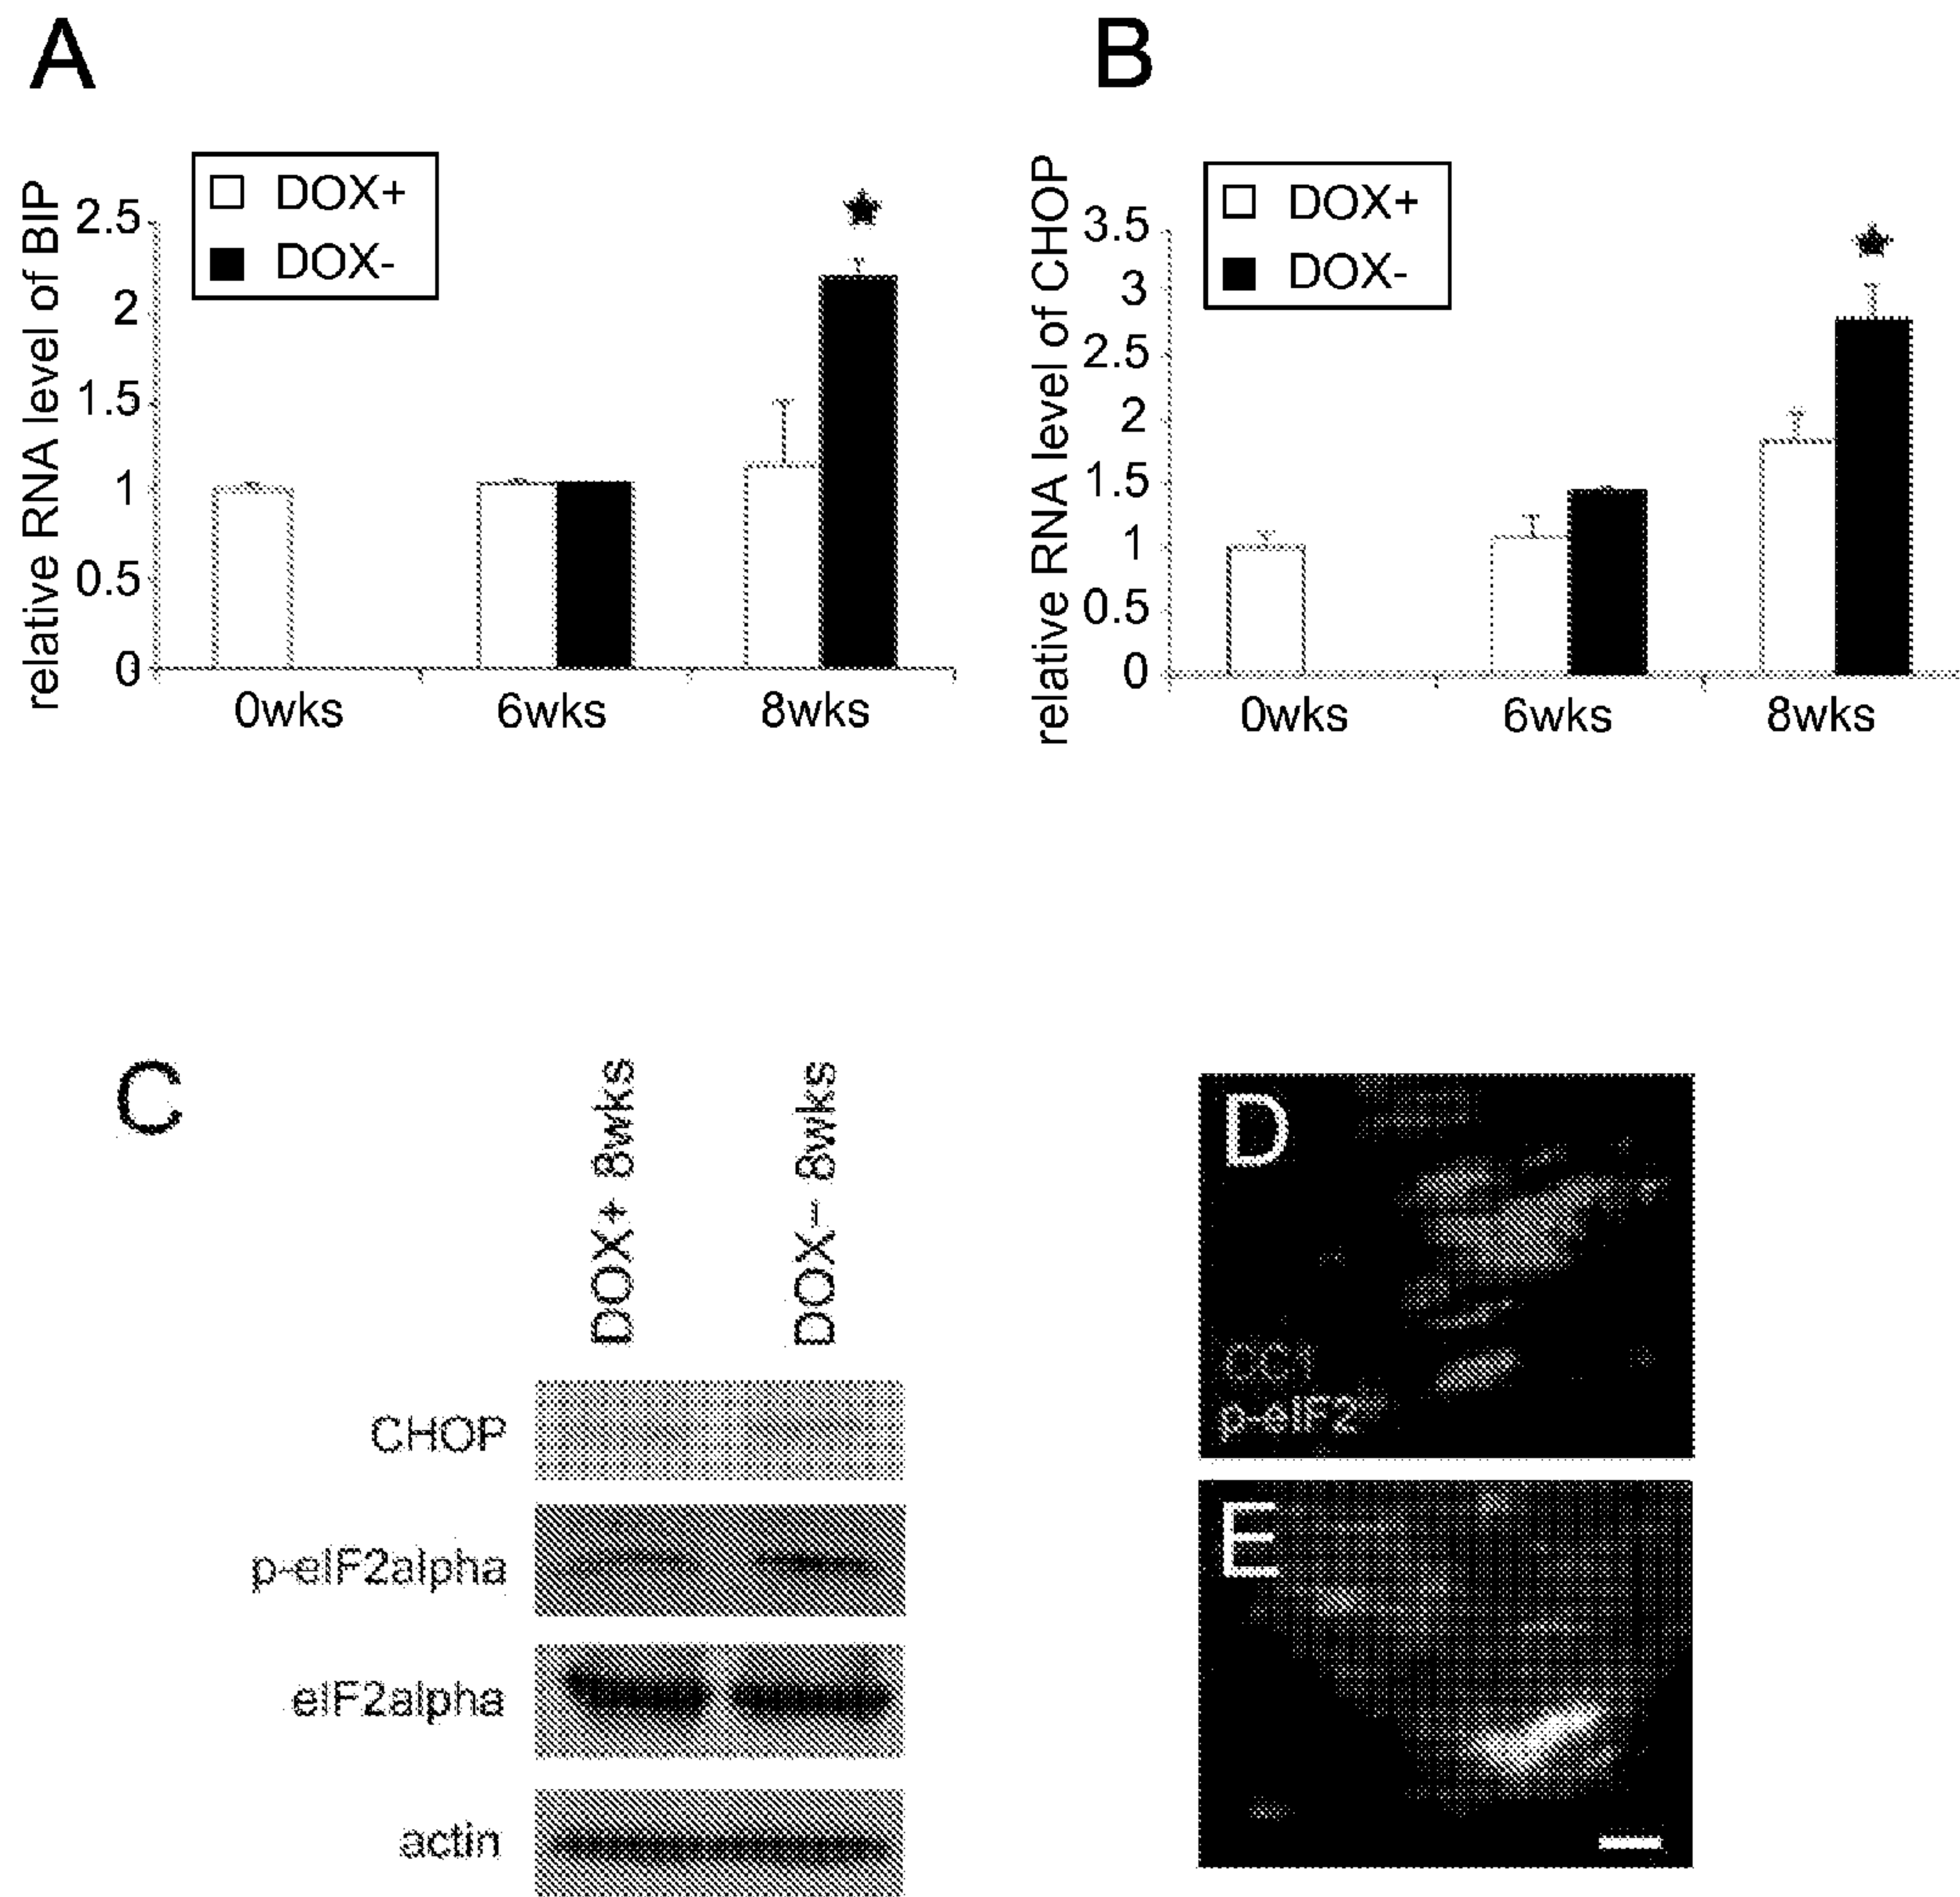 A
relative RNA level of BIP
DOX+
DOX-
2.5
2
1.5
1
0.5
0
0wks
6wks
8wks
B
relative RNA level of CHOP
DOX+
DOX-
3.5
3
2.5
2
1.5
1
0.5
0
0wks
6wks
8wks
C
DOX+ 8wks
DOX- 8wks
CHOP
p-eIF2alpha
eIF2alpha
actin
D
CC1
p-eIF2
E